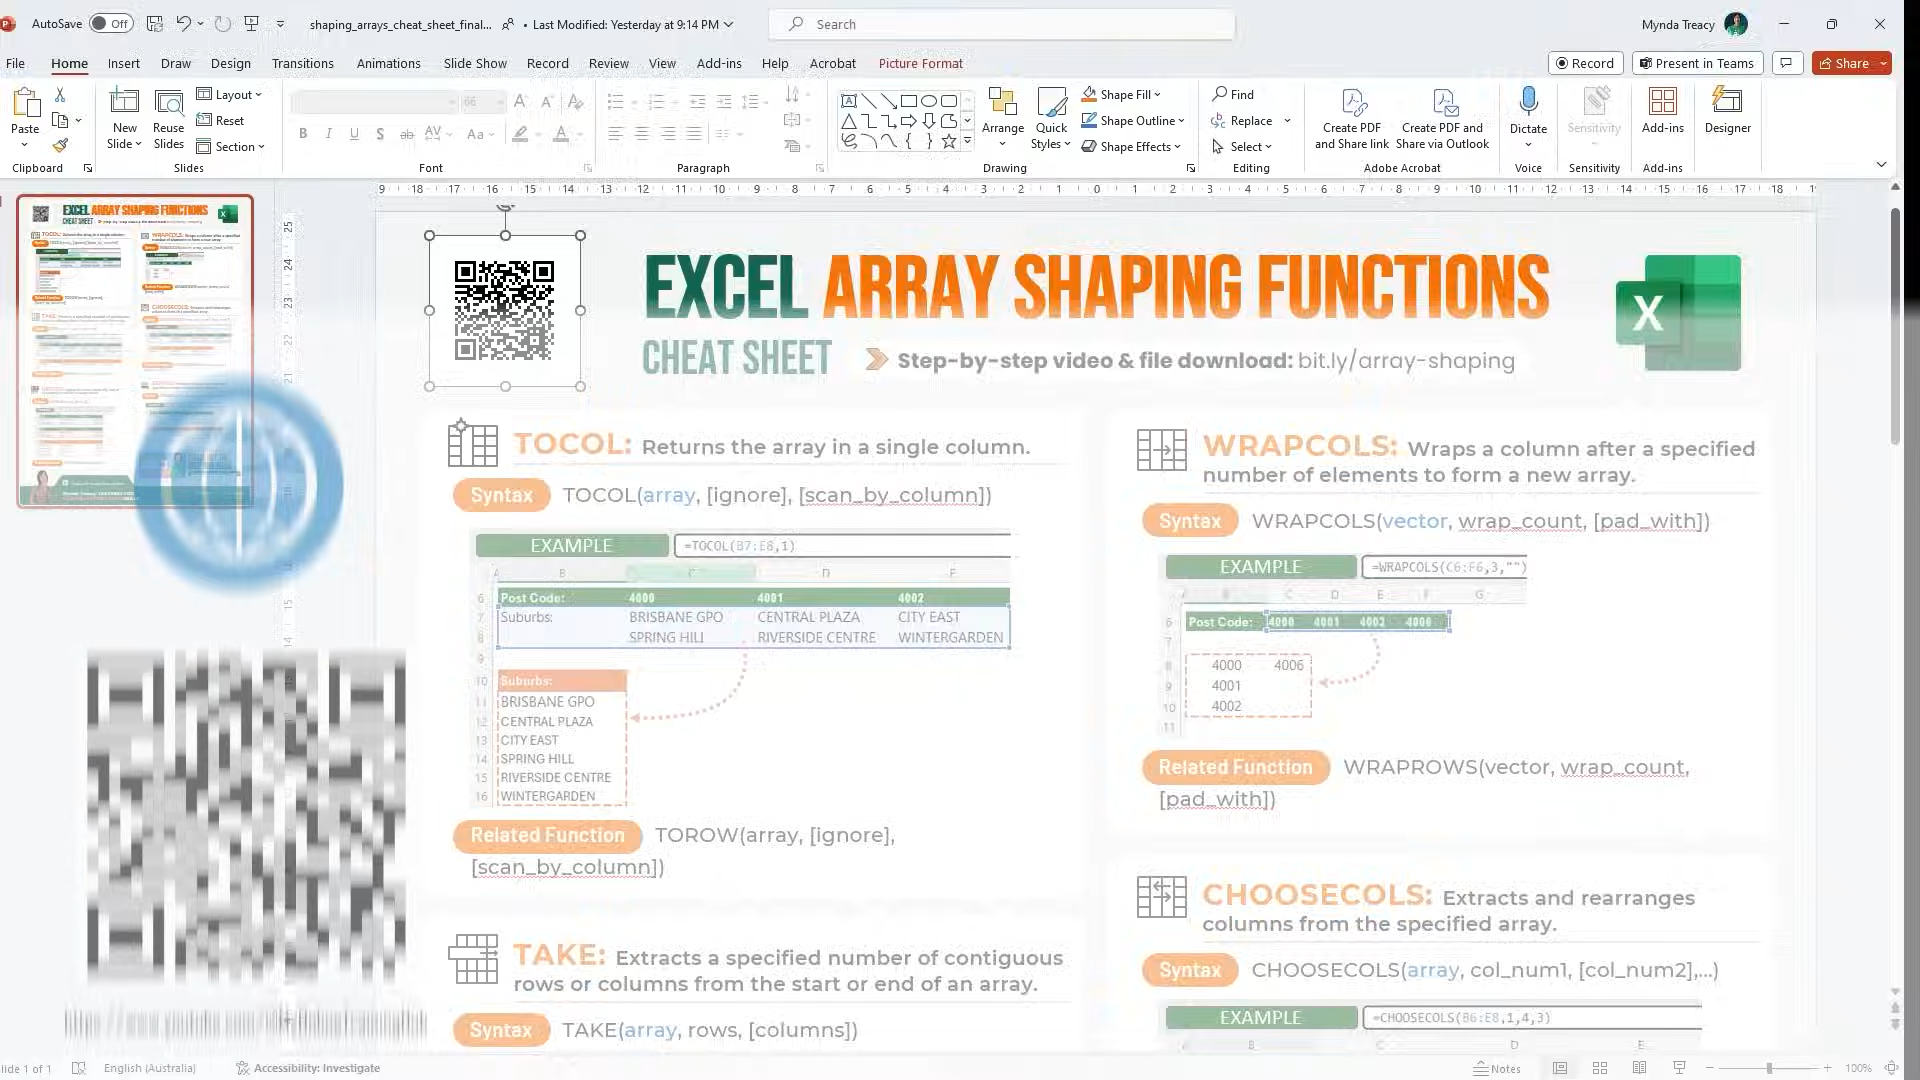 AutoSave Off shaping_arrays_cheat_sheet_final... • Last Modified: Yesterday at 9:14 PM Search Mynda Treacy
File Home Insert Draw Design Transitions Animations Slide Show Record Review View Add-ins Help Acrobat Picture Format Record Present in Teams Share
Paste New Slide Reuse Slides Layout Reset Section
66
B I U S ab AV Aa A
Arrange Quick Styles Shape Fill Shape Outline Shape Effects
Find Replace Select
Create PDF and Share link Create PDF and Share via Outlook
Dictate Sensitivity Add-ins Designer
Clipboard Slides Font Paragraph Drawing Editing Adobe Acrobat Voice Sensitivity Add-ins
EXCEL ARRAY SHAPING FUNCTIONS
CHEAT SHEET Step-by-step video & file download: bit.ly/array-shaping
X
TOCOL: Returns the array in a single column.
Syntax TOCOL(array, [ignore], [scan_by_column])
EXAMPLE =TOCOL(B7:E8,1)
Post Code: 4000 4001 4002
Suburbs: BRISBANE GPO CENTRAL PLAZA CITY EAST
SPRING HILL RIVERSIDE CENTRE WINTERGARDEN
Suburbs:
BRISBANE GPO
CENTRAL PLAZA
CITY EAST
SPRING HILL
RIVERSIDE CENTRE
WINTERGARDEN
Related Function TOROW(array, [ignore],
[scan_by_column])
TAKE: Extracts a specified number of contiguous
rows or columns from the start or end of an array.
Syntax TAKE(array, rows, [columns])
WRAPCOLS: Wraps a column after a specified
number of elements to form a new array.
Syntax WRAPCOLS(vector, wrap_count, [pad_with])
EXAMPLE =WRAPCOLS(C6:F6,3,"")
Post Code: 4000 4001 4002 4006
4000 4006
4001
4002
Related Function WRAPROWS(vector, wrap_count,
[pad_with])
CHOOSECOLS: Extracts and rearranges
columns from the specified array.
Syntax CHOOSECOLS(array, col_num1, [col_num2],...)
EXAMPLE =CHOOSECOLS(B6:E8,1,4,3)
lide 1 of 1 English (Australia) Accessibility: Investigate Notes 100%